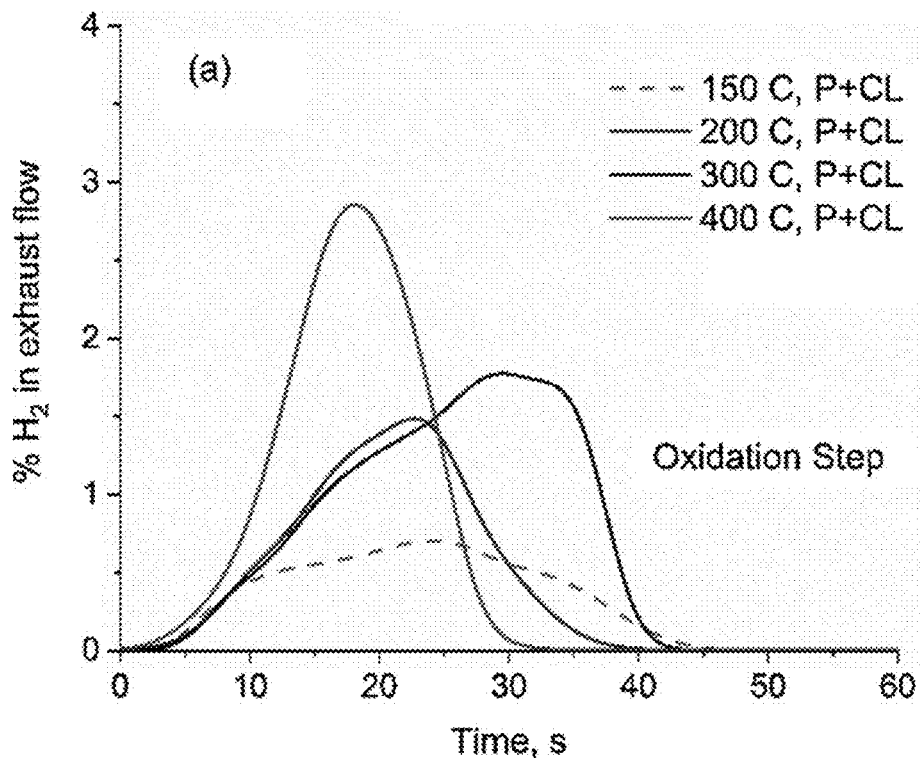 (a)
150 C, P+CL
200 C, P+CL
300 C, P+CL
400 C, P+CL
Oxidation Step
% H₂ in exhaust flow
4
3
2
1
0
0 10 20 30 40 50 60
Time, s